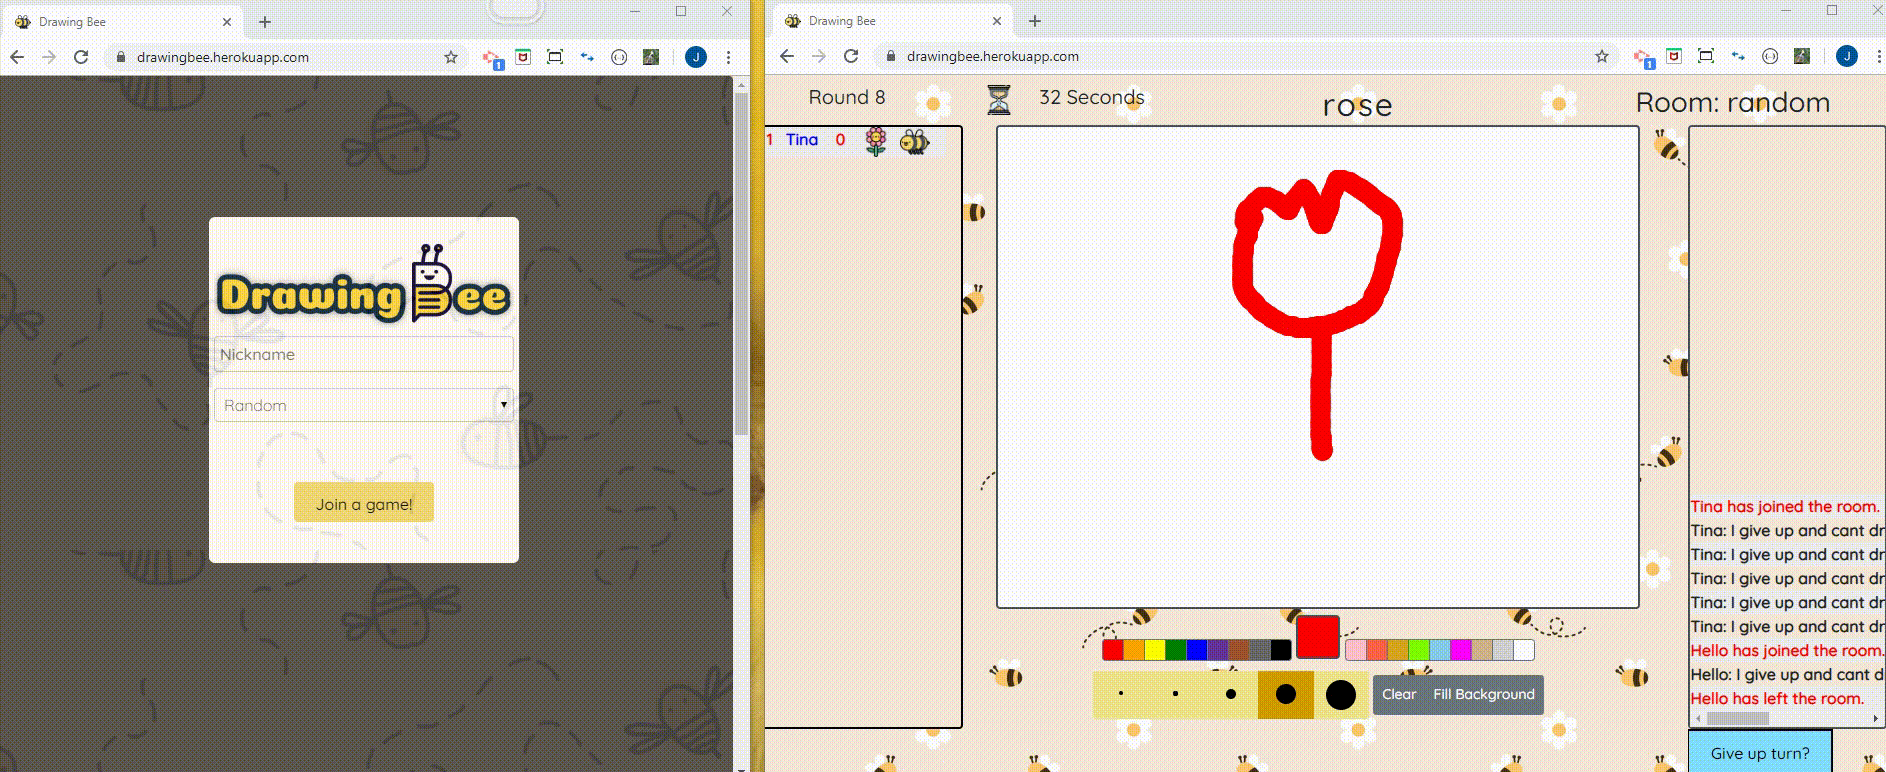 Drawing Bee
drawingbee.herokuapp.com
1
J
Drawing Bee
Nickname
Random
Join a game!
Drawing Bee
drawingbee.herokuapp.com
1
J
Round 8
32 Seconds
rose
Room: random
1 Tina 0
Tina has joined the room.
Tina: I give up and cant dr
Tina: I give up and cant dr
Tina: I give up and cant dr
Tina: I give up and cant dr
Tina: I give up and cant dr
Hello has joined the room.
Hello: I give up and cant d
Hello has left the room.
Clear Fill Background
Give up turn?